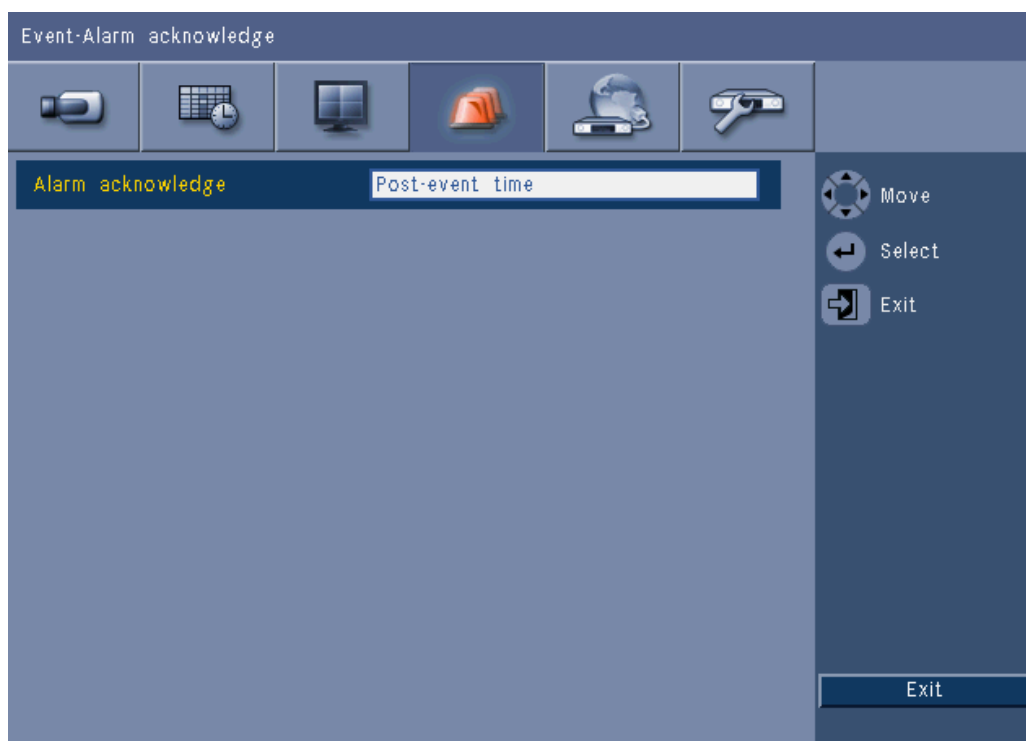 Event-Alarm acknowledge
Alarm acknowledge
Post-event time
Move
Select
Exit
Exit